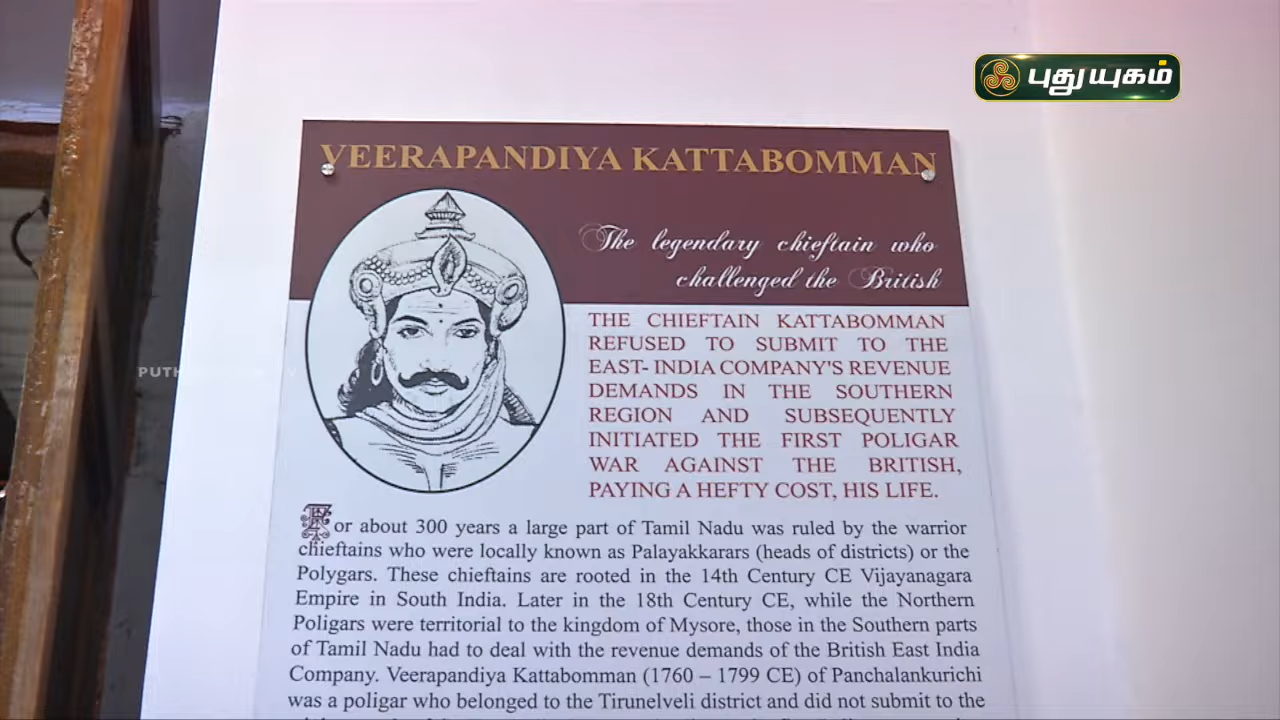 புதுயுகம்
VEERAPANDIYA KATTABOMMAN
The legendary chieftain who
challenged the British
THE CHIEFTAIN KATTABOMMAN
REFUSED TO SUBMIT TO THE
EAST- INDIA COMPANY'S REVENUE
DEMANDS IN THE SOUTHERN
REGION AND SUBSEQUENTLY
INITIATED THE FIRST POLIGAR
WAR AGAINST THE BRITISH,
PAYING A HEFTY COST, HIS LIFE.
For about 300 years a large part of Tamil Nadu was ruled by the warrior
chieftains who were locally known as Palayakkarars (heads of districts) or the
Polygars. These chieftains are rooted in the 14th Century CE Vijayanagara
Empire in South India. Later in the 18th Century CE, while the Northern
Poligars were territorial to the kingdom of Mysore, those in the Southern parts
of Tamil Nadu had to deal with the revenue demands of the British East India
Company. Veerapandiya Kattabomman (1760 – 1799 CE) of Panchalankurichi
was a poligar who belonged to the Tirunelveli district and did not submit to the